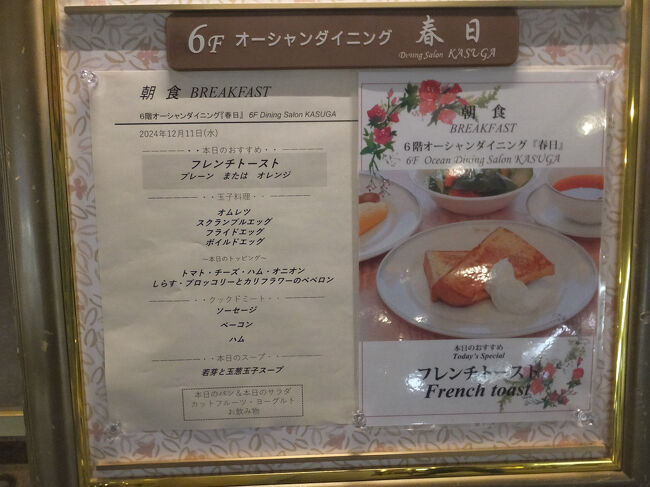 6F オーシャンダイニング 春日
Dining Salon KASUGA
朝 食 BREAKFAST
6階オーシャンダイニング『春日』 6F Dining Salon KASUGA
2024年12月11日(水)
・・本日のおすすめ・・
フレンチトースト
プレーン または オレンジ
・・玉子料理・・
オムレツ
スクランブルエッグ
フライドエッグ
ボイルドエッグ
～本日のトッピング～
トマト・チーズ・ハム・オニオン
しらす・ブロッコリーとカリフラワーのペペロン
・・クックドミート・・
ソーセージ
ベーコン
ハム
・・本日のスープ・・
若芽と玉葱玉子スープ
本日のパン＆本日のサラダ
カットフルーツ・ヨーグルト
お飲み物
朝 食
BREAKFAST
6階オーシャンダイニング『春日』
6F Ocean Dining Salon KASUGA
本日のおすすめ
Today's Special
フレンチトースト
French toast